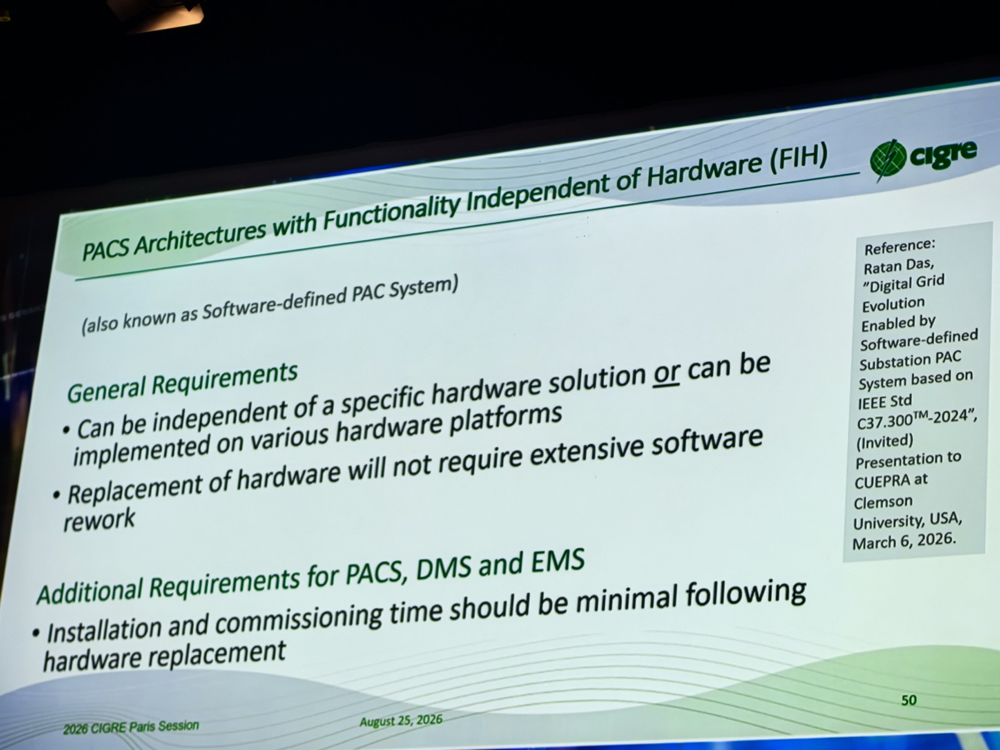 PACS Architectures with Functionality Independent of Hardware (FIH)
cigre
(also known as Software-defined PAC System)
General Requirements
• Can be independent of a specific hardware solution or can be
implemented on various hardware platforms
• Replacement of hardware will not require extensive software
rework
Additional Requirements for PACS, DMS and EMS
• Installation and commissioning time should be minimal following
hardware replacement
Reference:
Ratan Das,
"Digital Grid
Evolution
Enabled by
Software-defined
Substation PAC
System based on
IEEE Std
C37.300™-2024",
(Invited)
Presentation to
CUEPRA at
Clemson
University, USA,
March 6, 2026.
2026 CIGRE Paris Session
August 25, 2026
50